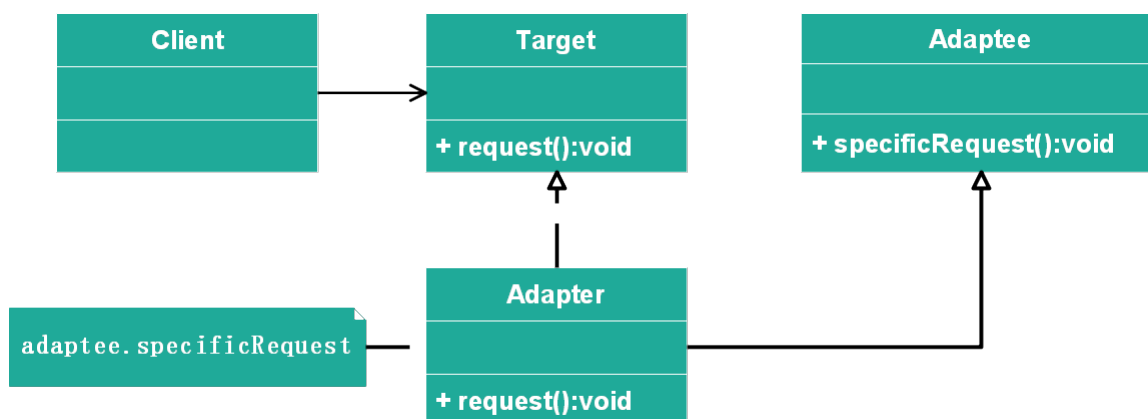 Client
Target
+ request():void
Adaptee
+ specificRequest():void
Adapter
+ request():void
adaptee.specificRequest